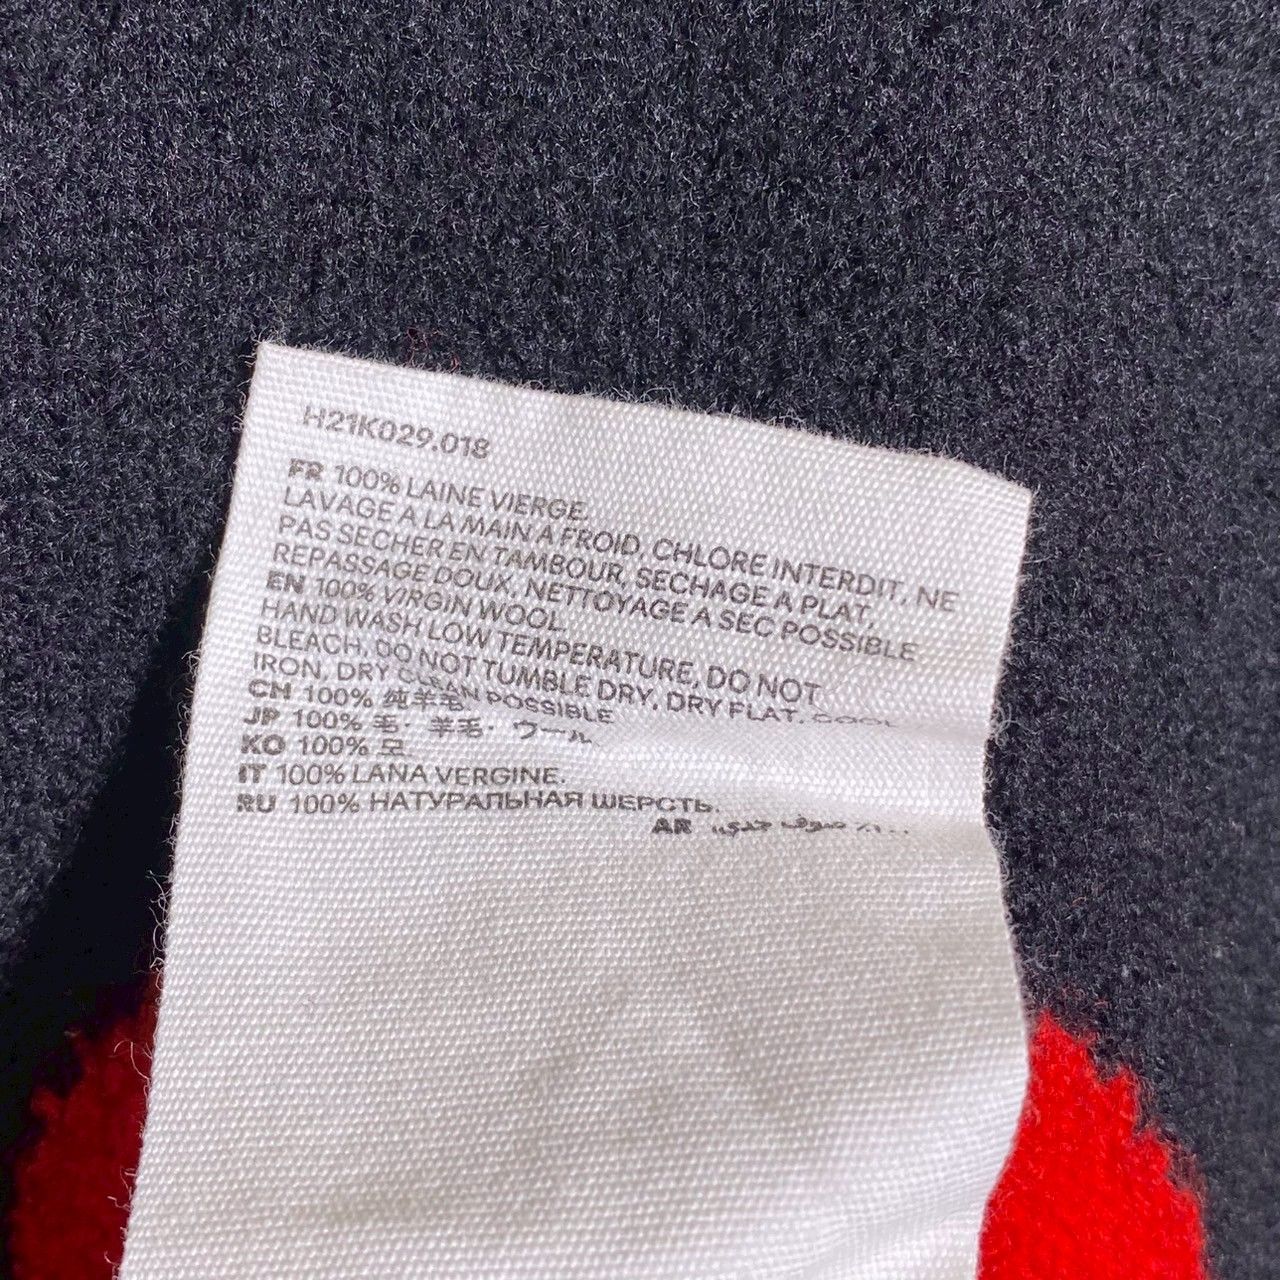 H21K029.018
FR 100% LAINE VIERGE.
LAVAGE A LA MAIN A FROID, CHLORE INTERDIT, NE
PAS SECHER EN TAMBOUR, SECHAGE A PLAT,
REPASSAGE DOUX, NETTOYAGE A SEC POSSIBLE
EN 100% VIRGIN WOOL.
HAND WASH LOW TEMPERATURE, DO NOT
BLEACH, DO NOT TUMBLE DRY, DRY FLAT, COOL
IRON, DRY CLEAN POSSIBLE
CH 100% 纯羊毛
JP 100% 毛・羊毛・ウール
KO 100% 모
IT 100% LANA VERGINE.
RU 100% НАТУРАЛЬНАЯ ШЕРСТЬ.
AR ١٠٠٪ صوف